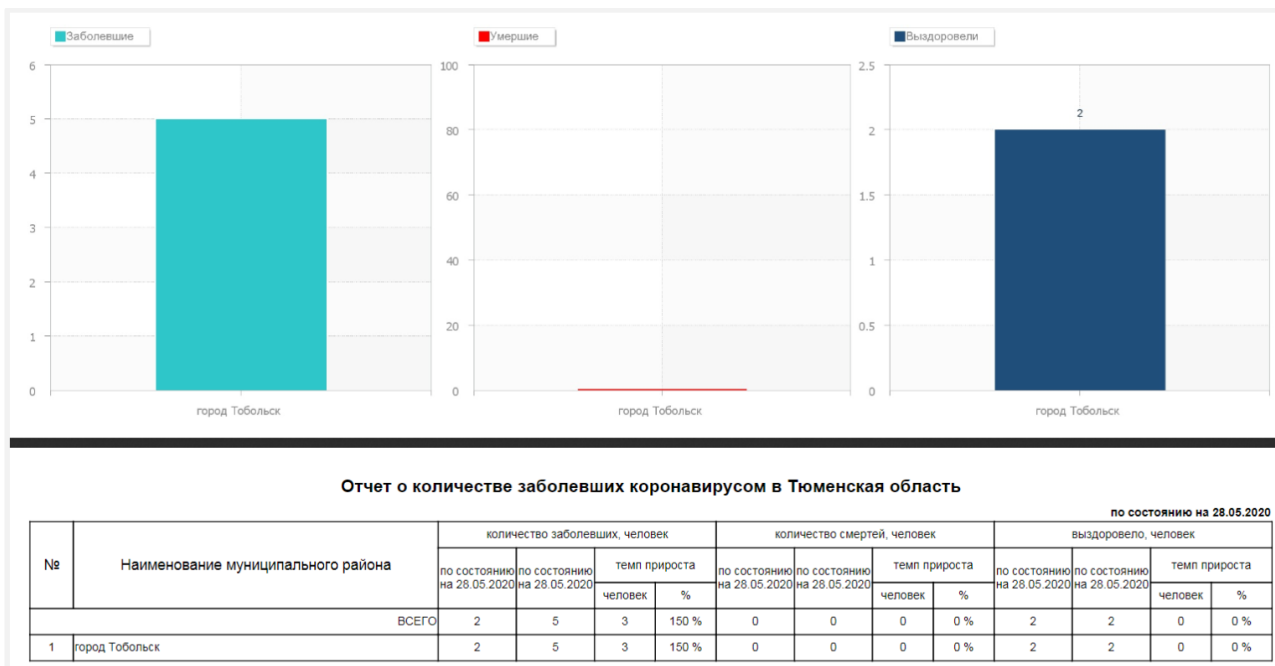 Заболевшие
6
5
4
3
2
1
0
город Тобольск
Умершие
100
80
60
40
20
0
город Тобольск
Выздоровели
2.5
2
1.5
1
0.5
0
2
город Тобольск
Отчет о количестве заболевших коронавирусом в Тюменская область
по состоянию на 28.05.2020
№ Наименование муниципального района количество заболевших, человек количество смертей, человек выздоровело, человек
по состоянию на 28.05.2020 по состоянию на 28.05.2020 темп прироста по состоянию на 28.05.2020 по состоянию на 28.05.2020 темп прироста по состоянию на 28.05.2020 по состоянию на 28.05.2020 темп прироста
человек % человек % человек %
ВСЕГО 2 5 3 150 % 0 0 0 0 % 2 2 0 0 %
1 город Тобольск 2 5 3 150 % 0 0 0 0 % 2 2 0 0 %